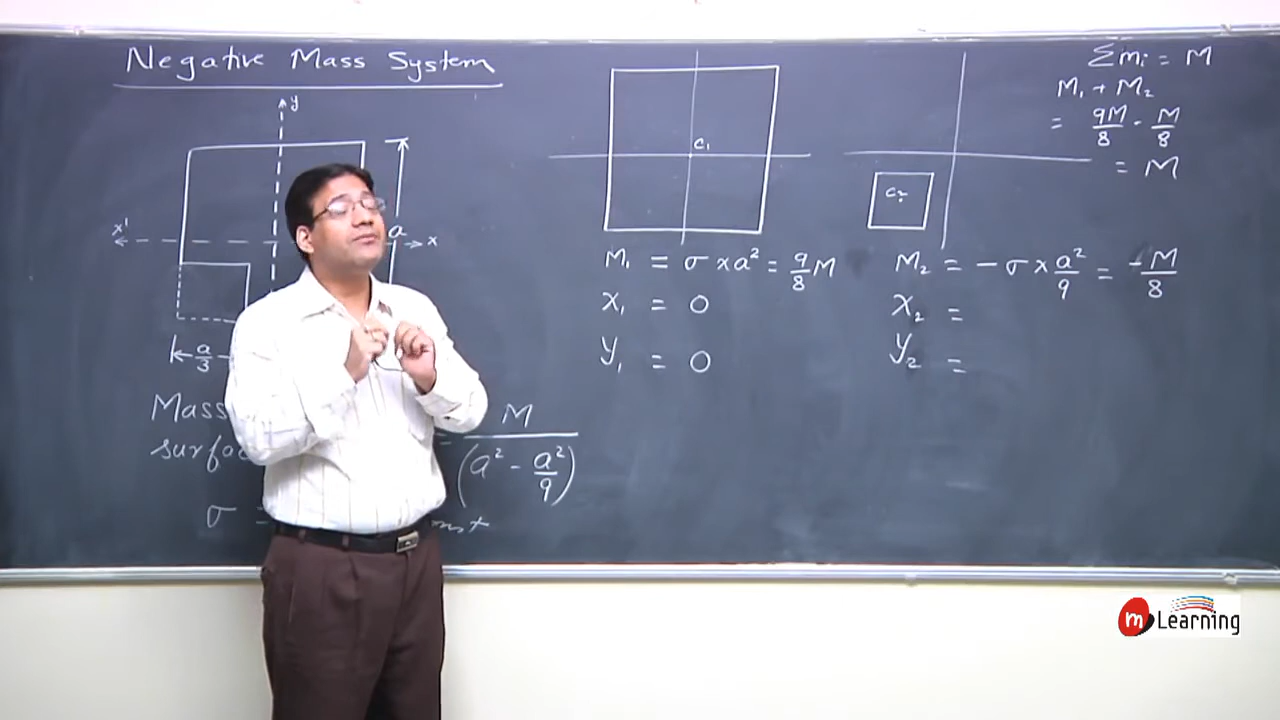 Negative Mass System
y
x' a x
a/3
Mass
surfac = M/(a² - a²/9)
σ =
C₁
M₁ = σ × a² = 9/8 M
X₁ = 0
Y₁ = 0
C₂
M₂ = -σ × a²/9 = -M/8
X₂ =
Y₂ =
Σmᵢ = M
M₁ + M₂
= 9M/8 - M/8
= M
m Learning